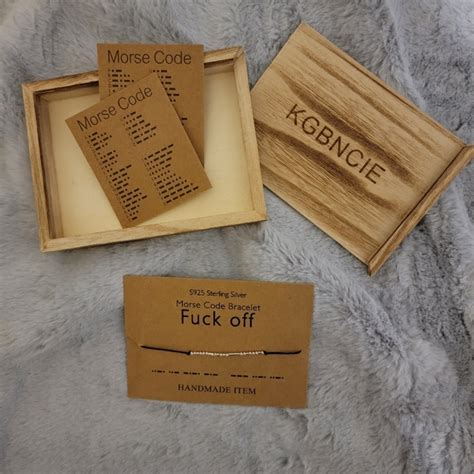 Morse Code
Morse Code
KGBNCIE
S925 Sterling Silver
Morse Code Bracelet
Fuck off
HANDMADE ITEM